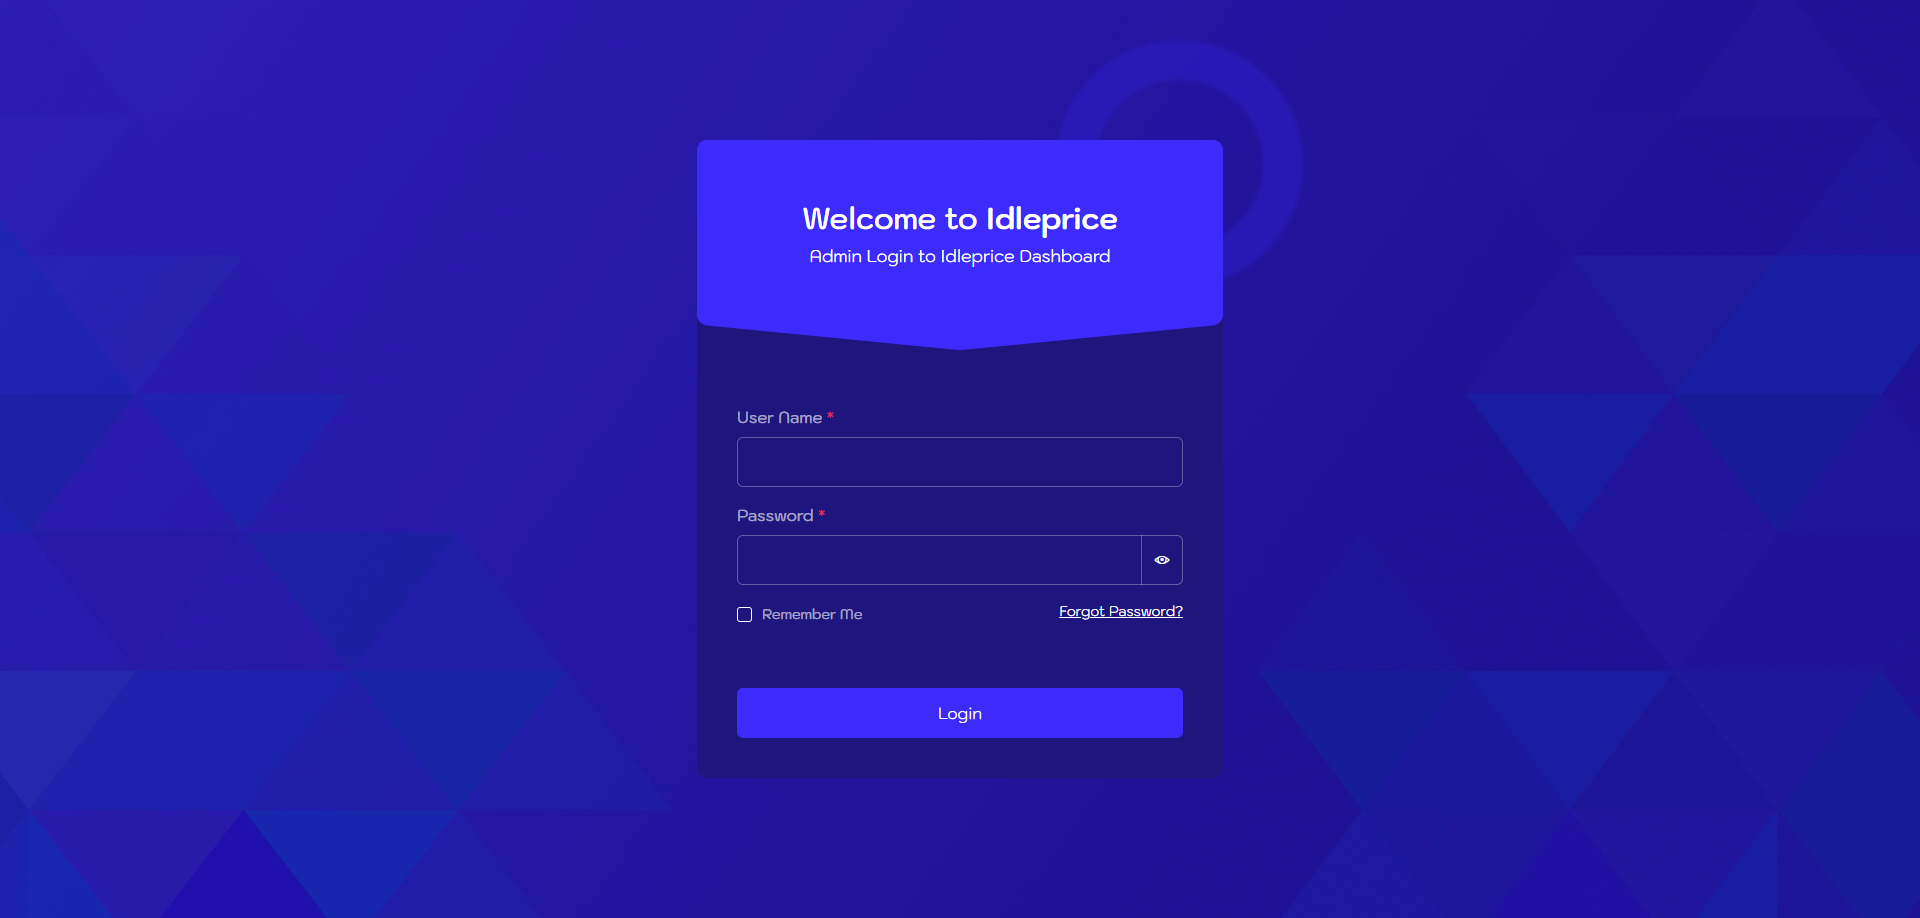 Welcome to Idleprice
Admin Login to Idleprice Dashboard
User Name *
Password *
Remember Me
Forgot Password?
Login